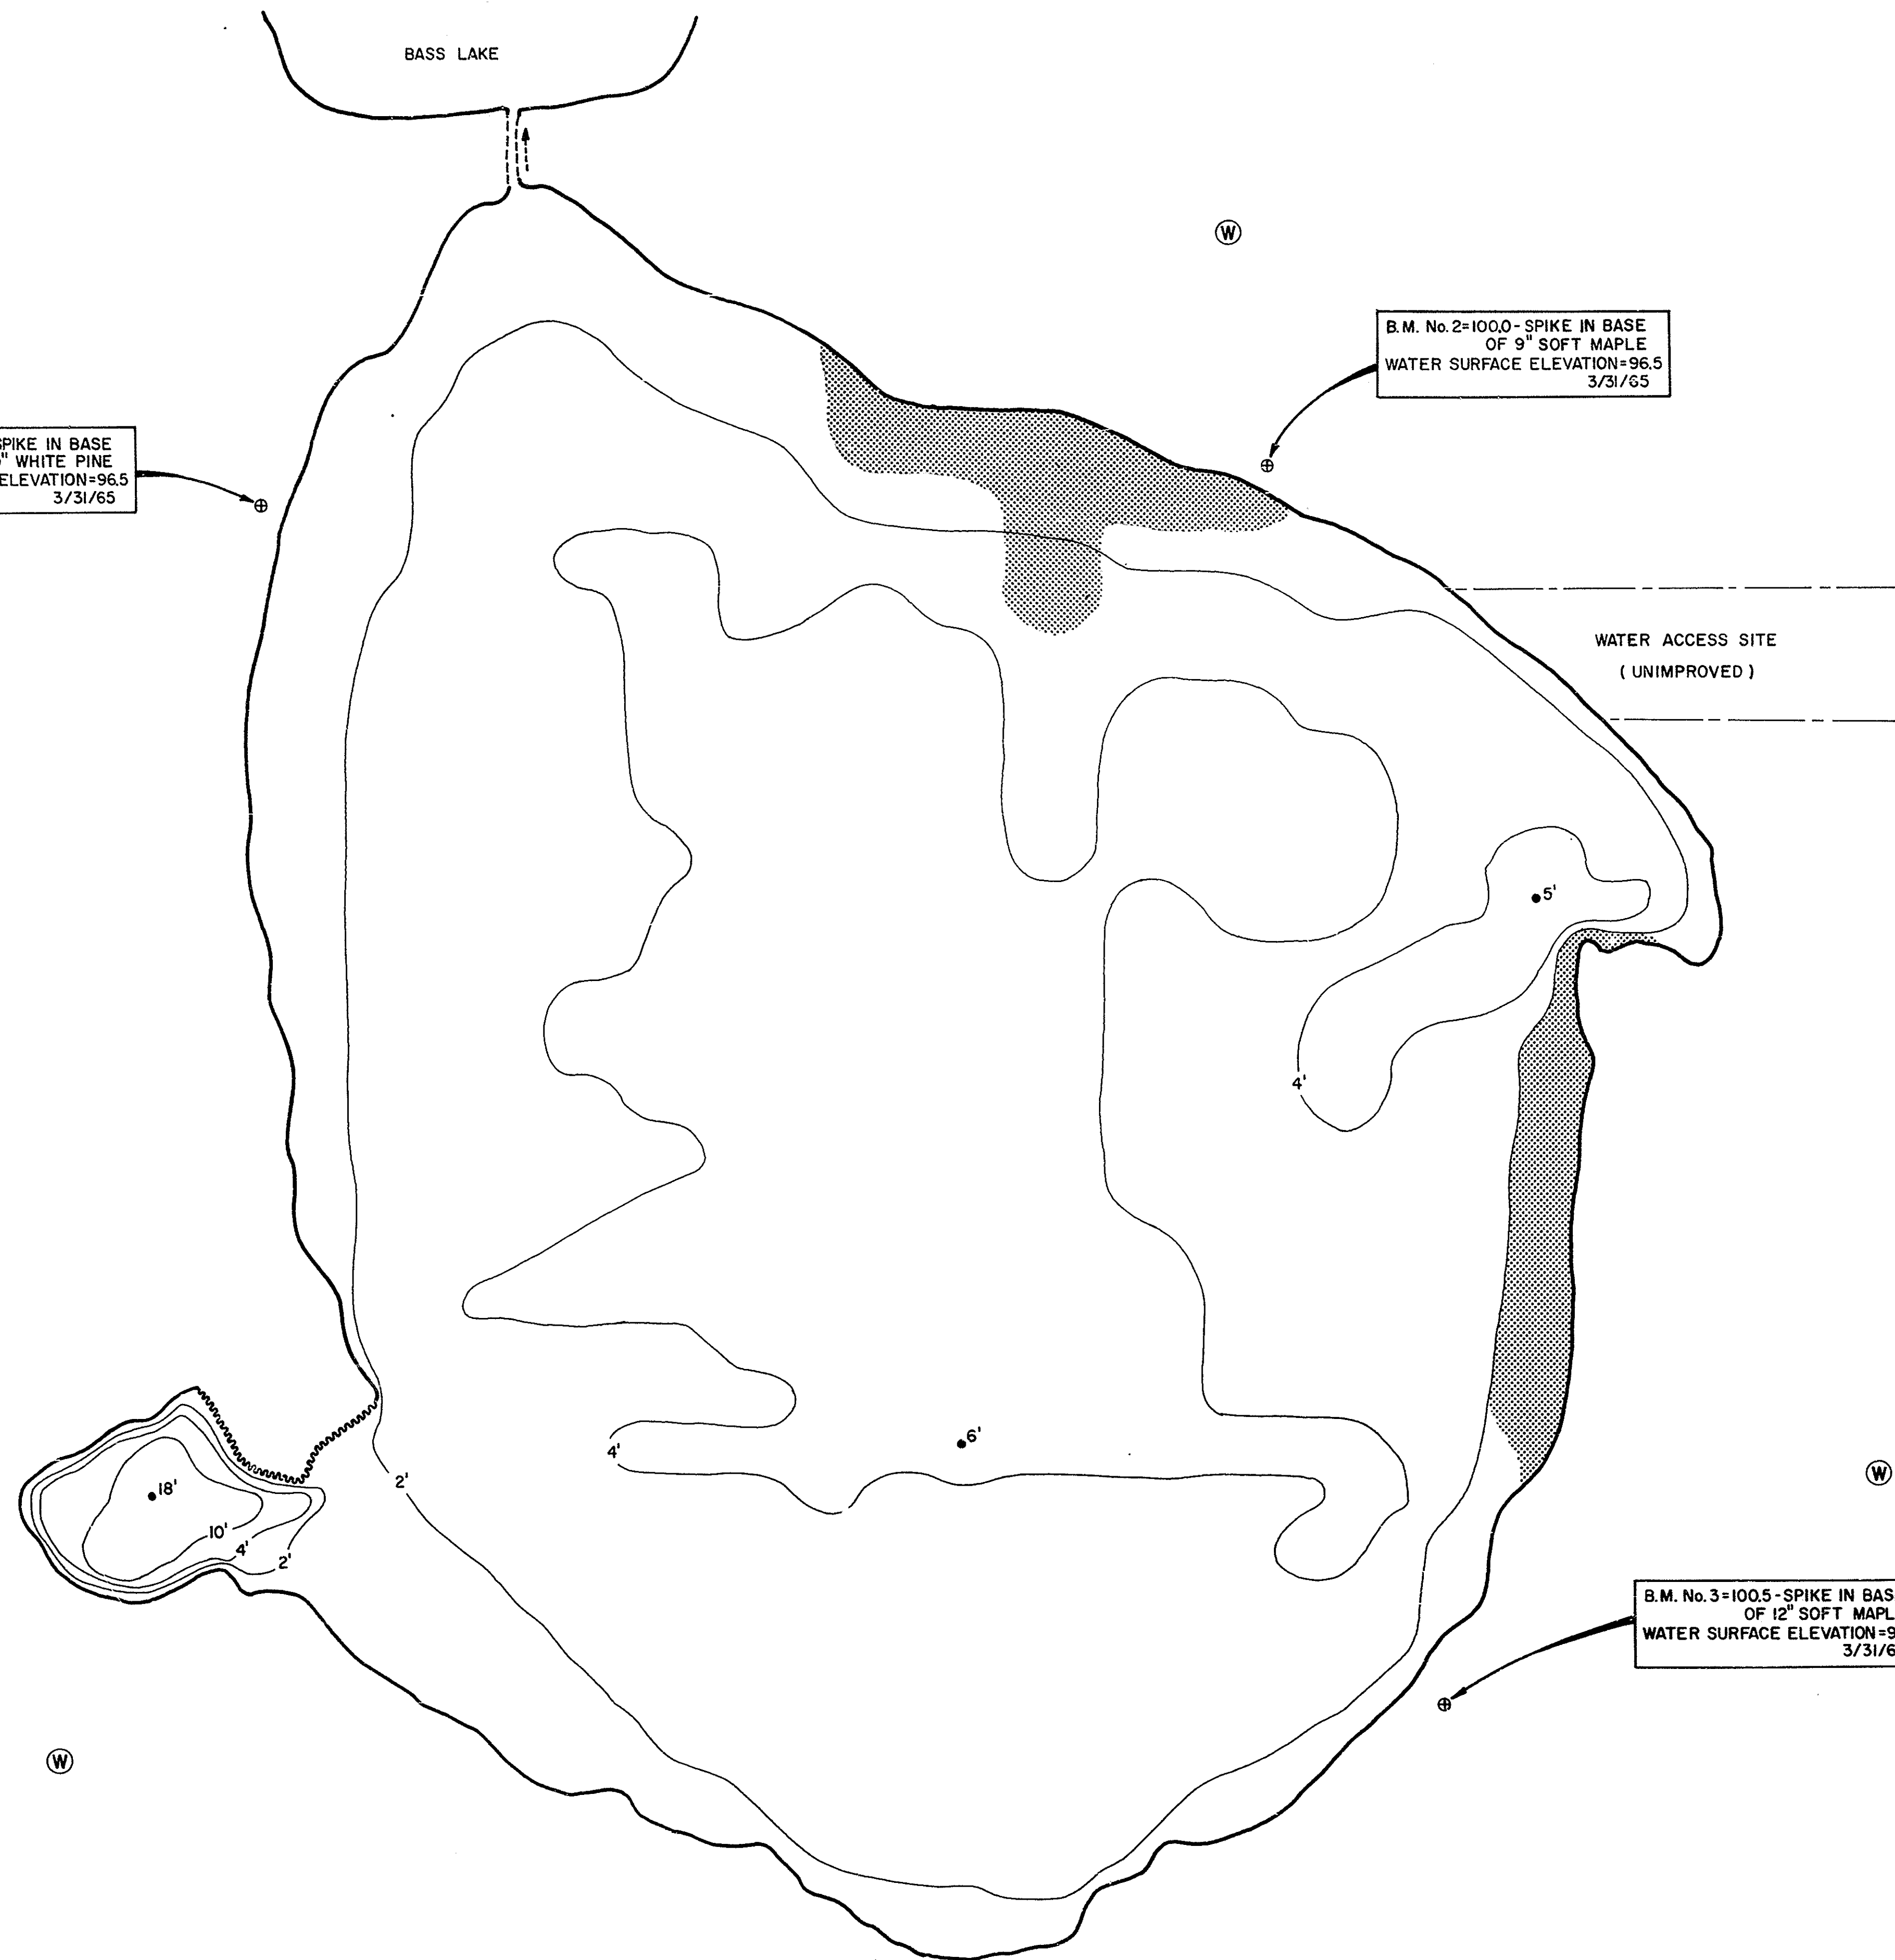 BASS LAKE
W
B.M. No. 2=100.0-SPIKE IN BASE
OF 9" SOFT MAPLE
WATER SURFACE ELEVATION=96.5
3/31/65
SPIKE IN BASE
" WHITE PINE
ELEVATION=96.5
3/31/65
WATER ACCESS SITE
(UNIMPROVED)
5'
4'
6'
4'
2'
18'
10'
4'
2'
W
B.M. No. 3=100.5-SPIKE IN BAS
OF 12" SOFT MAPL
WATER SURFACE ELEVATION=9
3/31/6
W